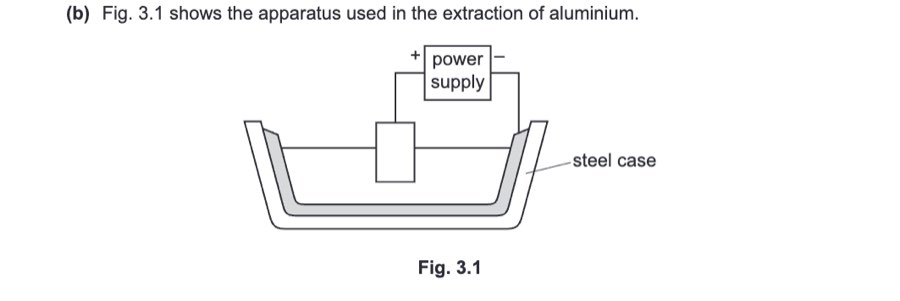 (b) Fig. 3.1 shows the apparatus used in the extraction of aluminium.
+ power –
supply
steel case
Fig. 3.1